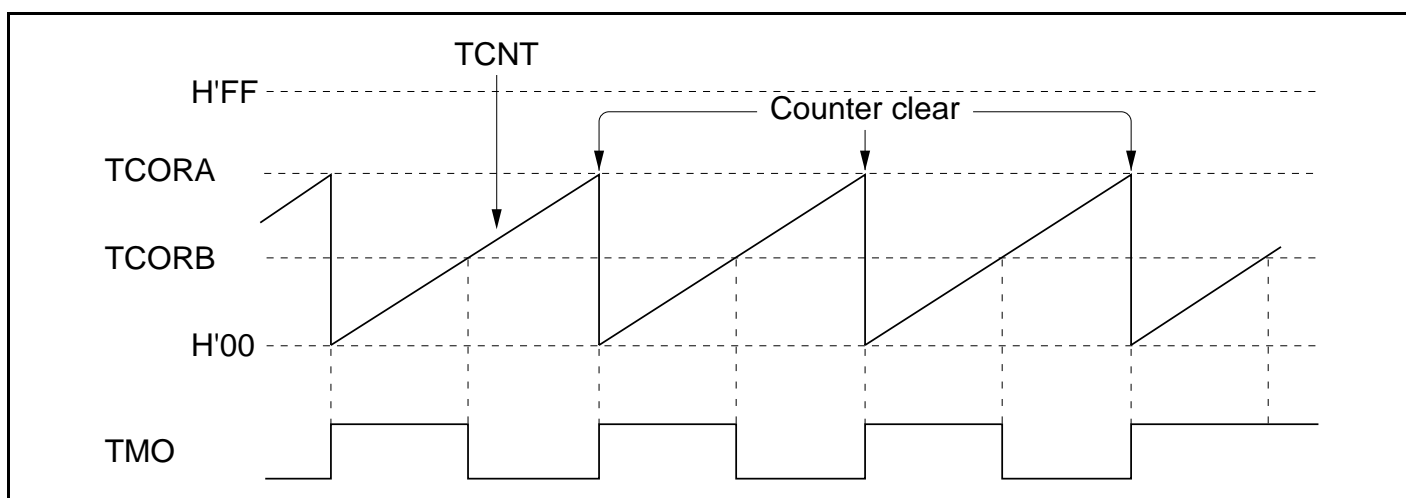 TCNT
H'FF
Counter clear
TCORA
TCORB
H'00
TMO